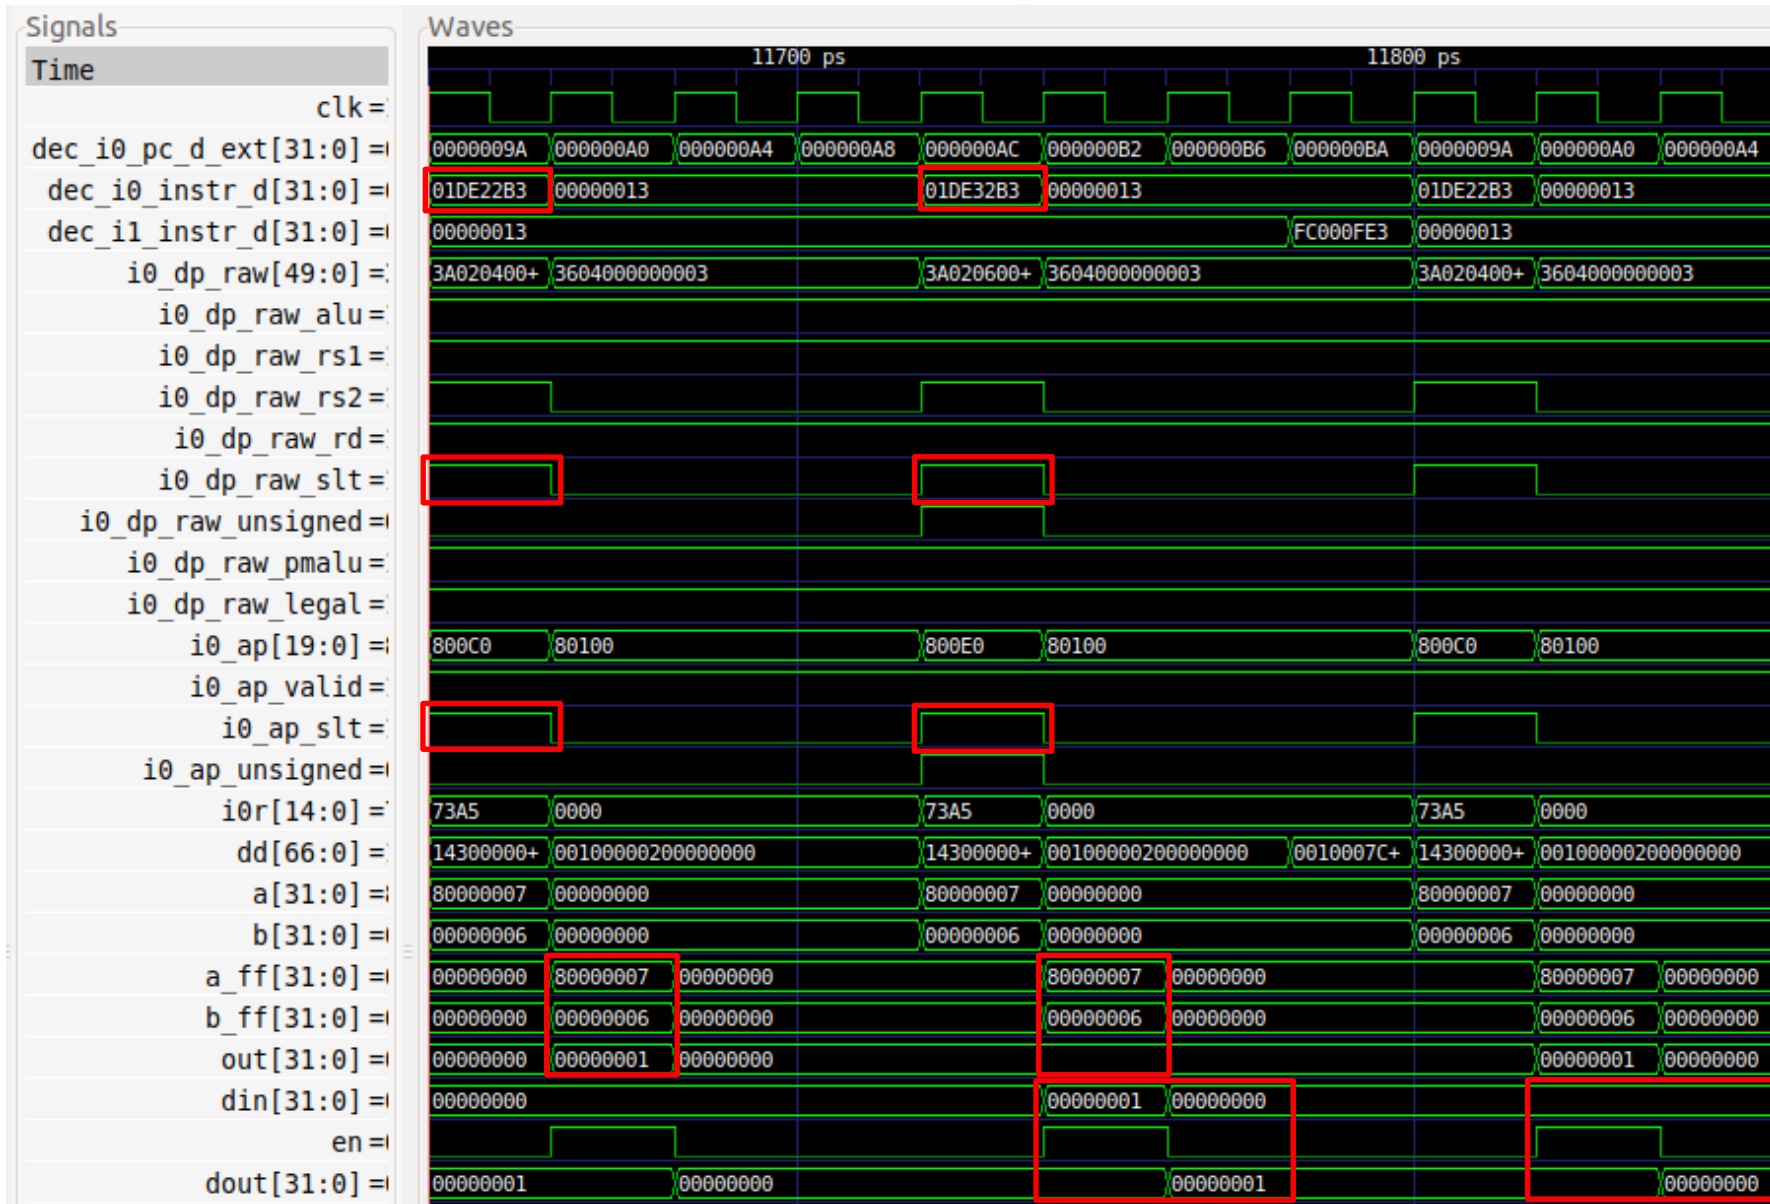 Signals Waves
Time 11700 ps 11800 ps
clk =
dec_i0_pc_d_ext[31:0] = 0000009A 000000A0 000000A4 000000A8 000000AC 000000B2 000000B6 000000BA 0000009A 000000A0 000000A4
dec_i0_instr_d[31:0] = 01DE22B3 00000013 01DE32B3 00000013 01DE22B3 00000013
dec_i1_instr_d[31:0] = 00000013 FC000FE3 00000013
i0_dp_raw[49:0] = 3A020400+ 3604000000003 3A020600+ 3604000000003 3A020400+ 3604000000003
i0_dp_raw_alu =
i0_dp_raw_rs1 =
i0_dp_raw_rs2 =
i0_dp_raw_rd =
i0_dp_raw_slt =
i0_dp_raw_unsigned =
i0_dp_raw_pmalu =
i0_dp_raw_legal =
i0_ap[19:0] = 800C0 80100 800E0 80100 800C0 80100
i0_ap_valid =
i0_ap_slt =
i0_ap_unsigned =
i0r[14:0] = 73A5 0000 73A5 0000 73A5 0000
dd[66:0] = 14300000+ 00100000200000000 14300000+ 00100000200000000 0010007C+ 14300000+ 00100000200000000
a[31:0] = 80000007 00000000 80000007 00000000 80000007 00000000
b[31:0] = 00000006 00000000 00000006 00000000 00000006 00000000
a_ff[31:0] = 00000000 80000007 00000000 80000007 00000000 80000007 00000000
b_ff[31:0] = 00000000 00000006 00000000 00000006 00000000 00000006 00000000
out[31:0] = 00000000 00000001 00000000 00000001 00000000
din[31:0] = 00000000 00000001 00000000
en =
dout[31:0] = 00000001 00000000 00000001 00000000